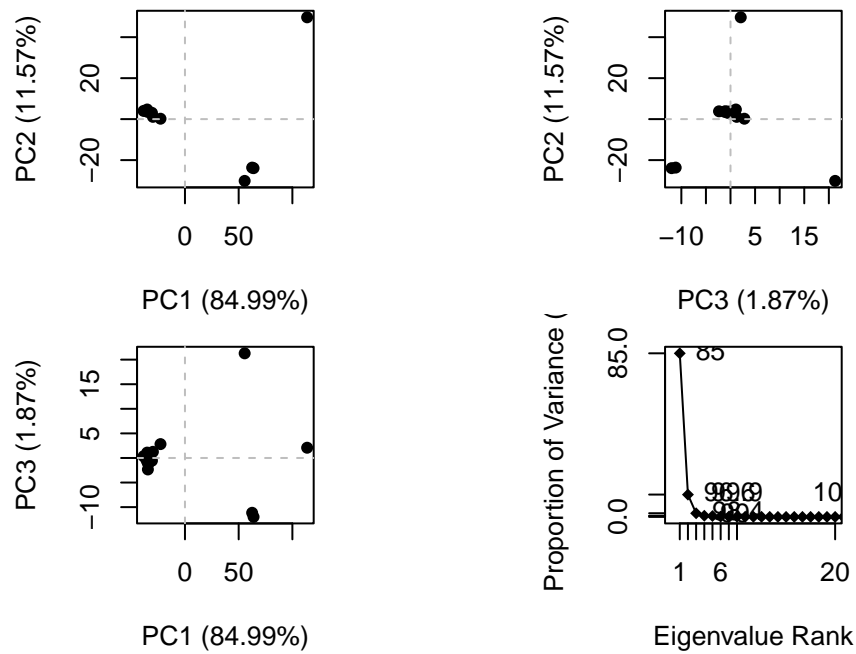 PC2 (11.57%)
20
−20
0 50
PC1 (84.99%)
PC2 (11.57%)
20
−20
−10 5 15
PC3 (1.87%)
PC3 (1.87%)
15
5
−10
0 50
PC1 (84.99%)
Proportion of Variance (
85.0
0.0
85
10
1 6 20
Eigenvalue Rank